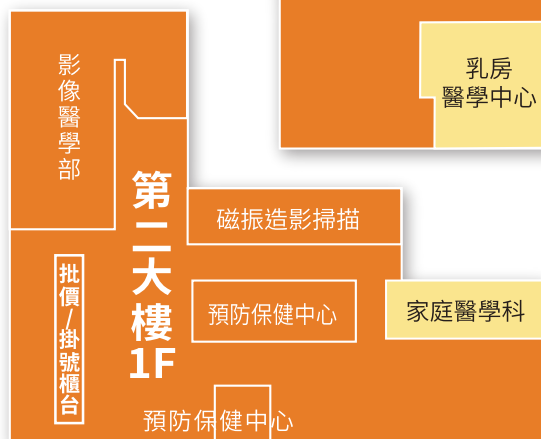 影像醫學部
乳房
醫學中心
第二大樓
1F
磁振造影掃描
批價/掛號櫃台
預防保健中心
家庭醫學科
預防保健中心